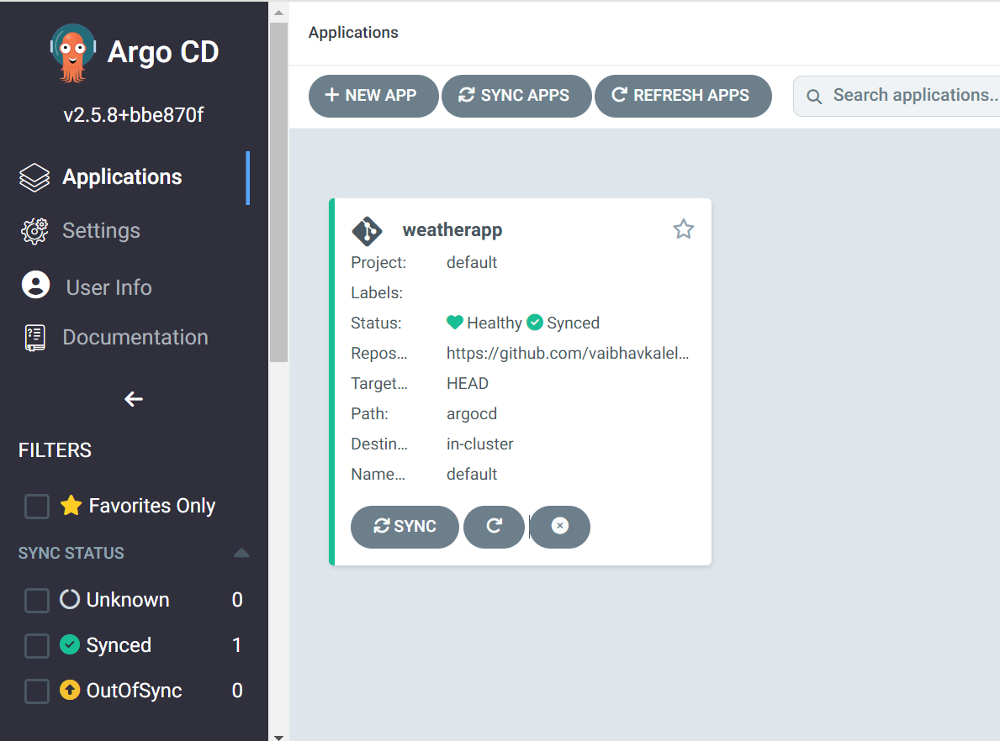 Argo CD
v2.5.8+bbe870f
Applications
Settings
User Info
Documentation
FILTERS
Favorites Only
SYNC STATUS
Unknown 0
Synced 1
OutOfSync 0
Applications
NEW APP SYNC APPS REFRESH APPS Search applications...
weatherapp
Project: default
Labels:
Status: Healthy Synced
Repos... https://github.com/vaibhavkalel...
Target... HEAD
Path: argocd
Destin... in-cluster
Name... default
SYNC